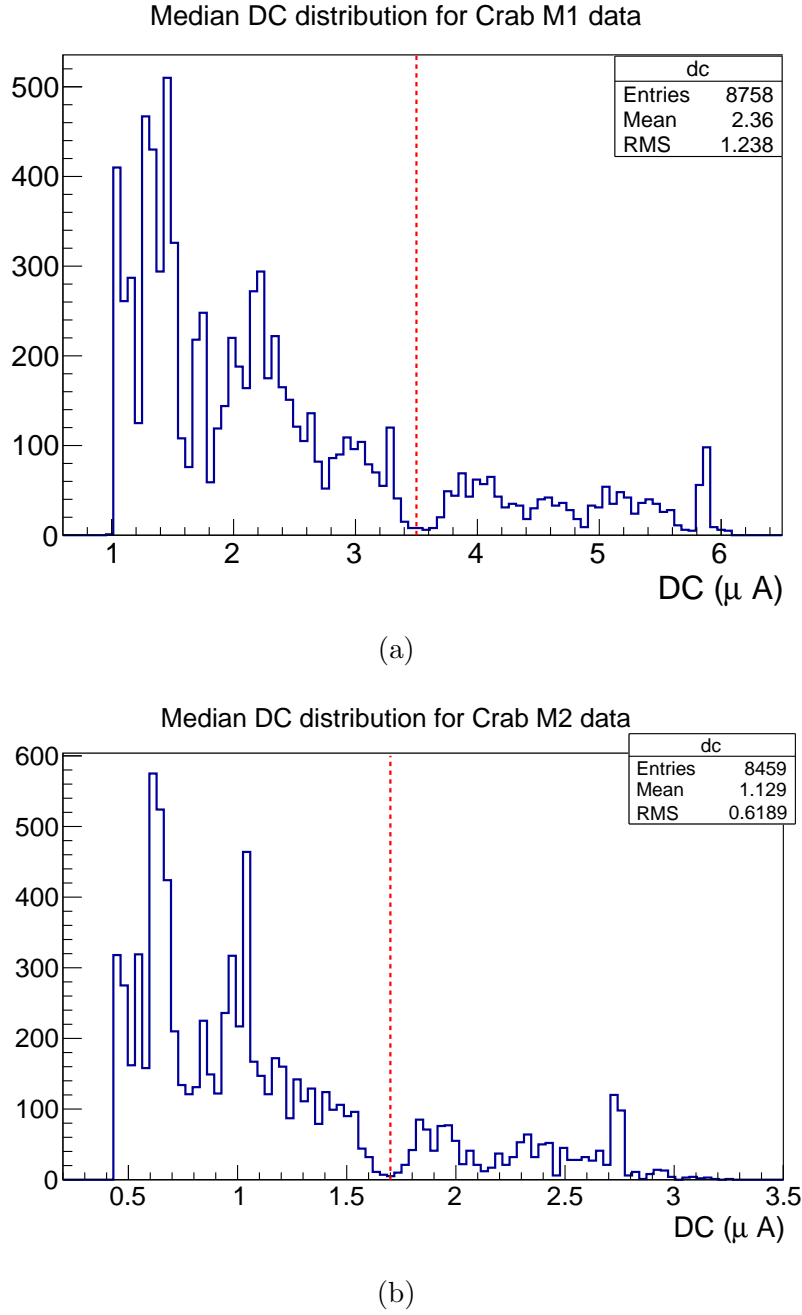 Median DC distribution for Crab M1 data
dc
Entries 8758
Mean 2.36
RMS 1.238
500
400
300
200
100
0
1 2 3 4 5 6
DC (μ A)
(a)
Median DC distribution for Crab M2 data
dc
Entries 8459
Mean 1.129
RMS 0.6189
600
500
400
300
200
100
0
0.5 1 1.5 2 2.5 3 3.5
DC (μ A)
(b)